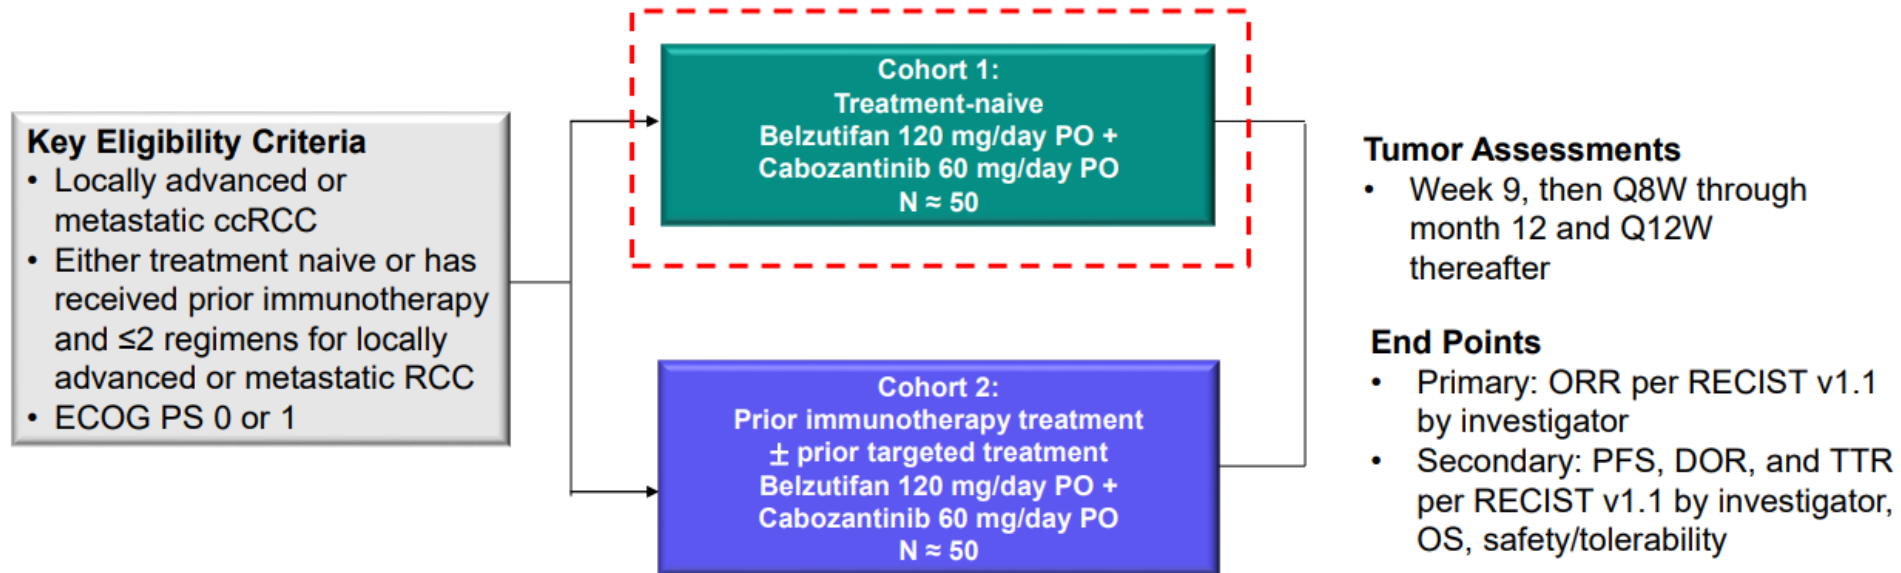 Key Eligibility Criteria
• Locally advanced or
metastatic ccRCC
• Either treatment naive or has
received prior immunotherapy
and ≤2 regimens for locally
advanced or metastatic RCC
• ECOG PS 0 or 1
Cohort 1:
Treatment-naive
Belzutifan 120 mg/day PO +
Cabozantinib 60 mg/day PO
N ≈ 50
Cohort 2:
Prior immunotherapy treatment
± prior targeted treatment
Belzutifan 120 mg/day PO +
Cabozantinib 60 mg/day PO
N ≈ 50
Tumor Assessments
• Week 9, then Q8W through
month 12 and Q12W
thereafter
End Points
• Primary: ORR per RECIST v1.1
by investigator
• Secondary: PFS, DOR, and TTR
per RECIST v1.1 by investigator,
OS, safety/tolerability